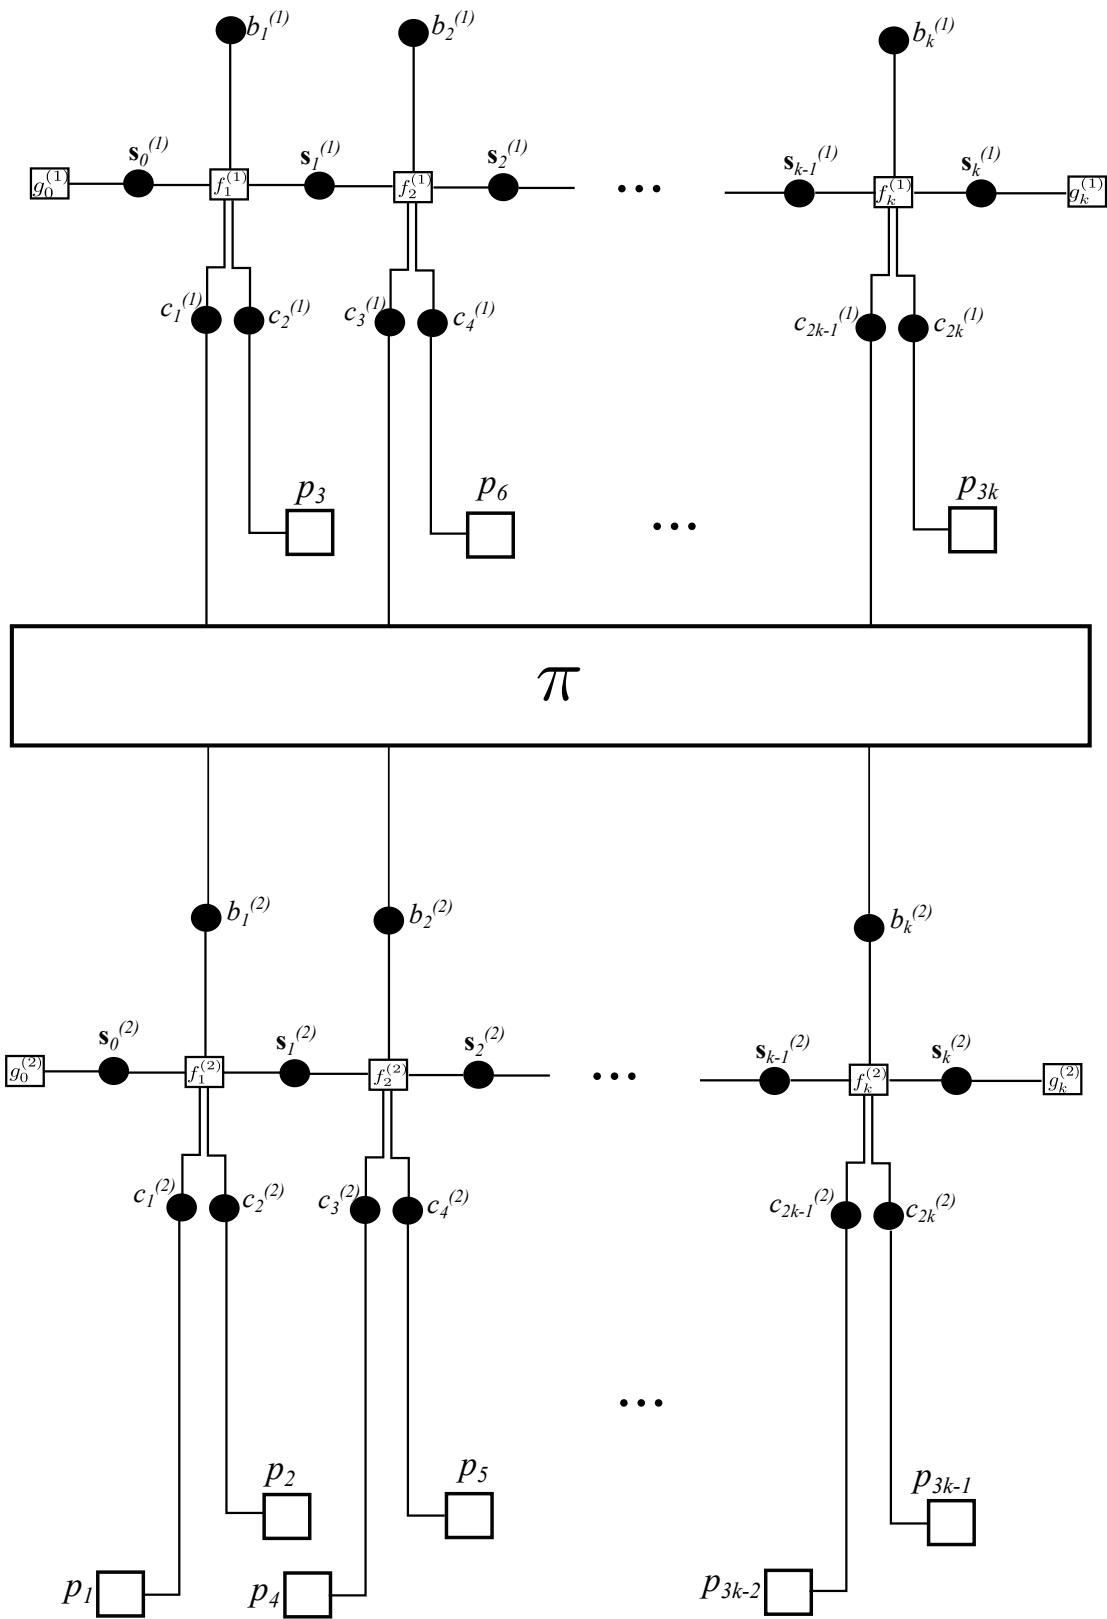 b₁⁽¹⁾ b₂⁽¹⁾ bₖ⁽¹⁾
s₀⁽¹⁾ s₁⁽¹⁾ s₂⁽¹⁾ sₖ₋₁⁽¹⁾ sₖ⁽¹⁾
g₀⁽¹⁾ f₁⁽¹⁾ f₂⁽¹⁾ ... fₖ⁽¹⁾ gₖ⁽¹⁾
c₁⁽¹⁾ c₂⁽¹⁾ c₃⁽¹⁾ c₄⁽¹⁾ c₂ₖ₋₁⁽¹⁾ c₂ₖ⁽¹⁾
p₃ p₆ ... p₃ₖ
π
b₁⁽²⁾ b₂⁽²⁾ bₖ⁽²⁾
s₀⁽²⁾ s₁⁽²⁾ s₂⁽²⁾ sₖ₋₁⁽²⁾ sₖ⁽²⁾
g₀⁽²⁾ f₁⁽²⁾ f₂⁽²⁾ ... fₖ⁽²⁾ gₖ⁽²⁾
c₁⁽²⁾ c₂⁽²⁾ c₃⁽²⁾ c₄⁽²⁾ c₂ₖ₋₁⁽²⁾ c₂ₖ⁽²⁾
...
p₂ p₅ p₃ₖ₋₁
p₁ p₄ p₃ₖ₋₂